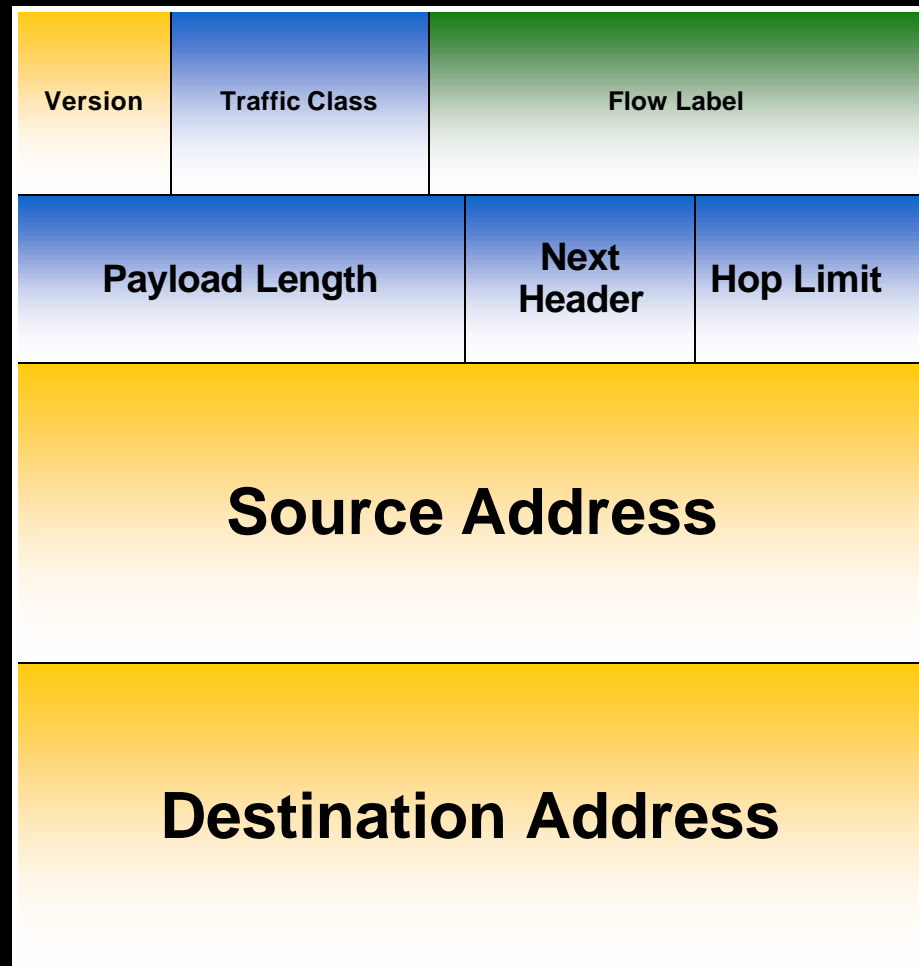 Version
Traffic Class
Flow Label
Payload Length
Next
Header
Hop Limit
Source Address
Destination Address